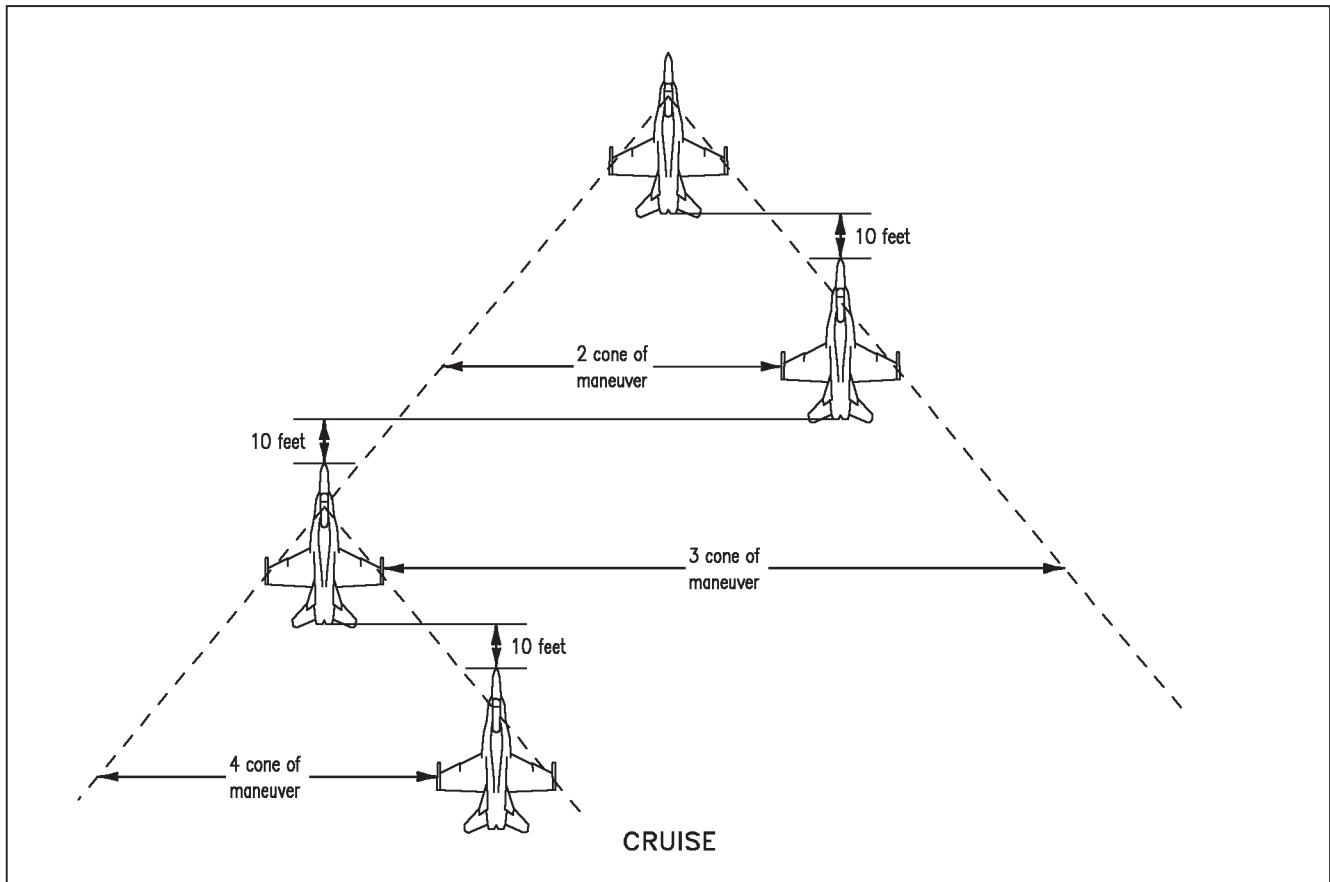 10 feet
2 cone of
maneuver
10 feet
3 cone of
maneuver
10 feet
4 cone of
maneuver
CRUISE